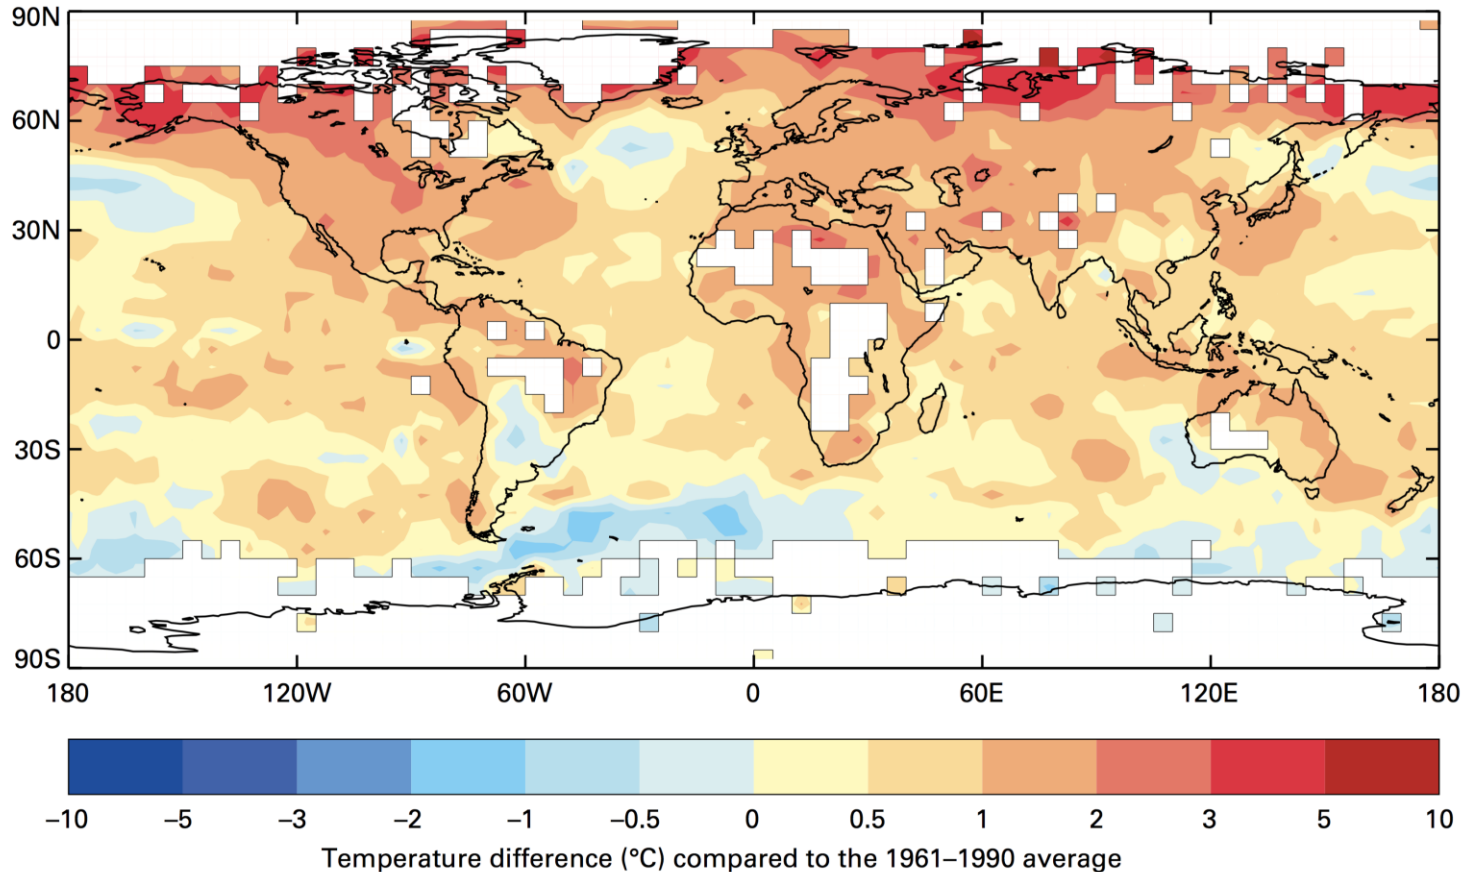 90N
60N
30N
0
30S
60S
90S
180 120W 60W 0 60E 120E 180
–10 –5 –3 –2 –1 –0.5 0 0.5 1 2 3 5 10
Temperature difference (°C) compared to the 1961–1990 average